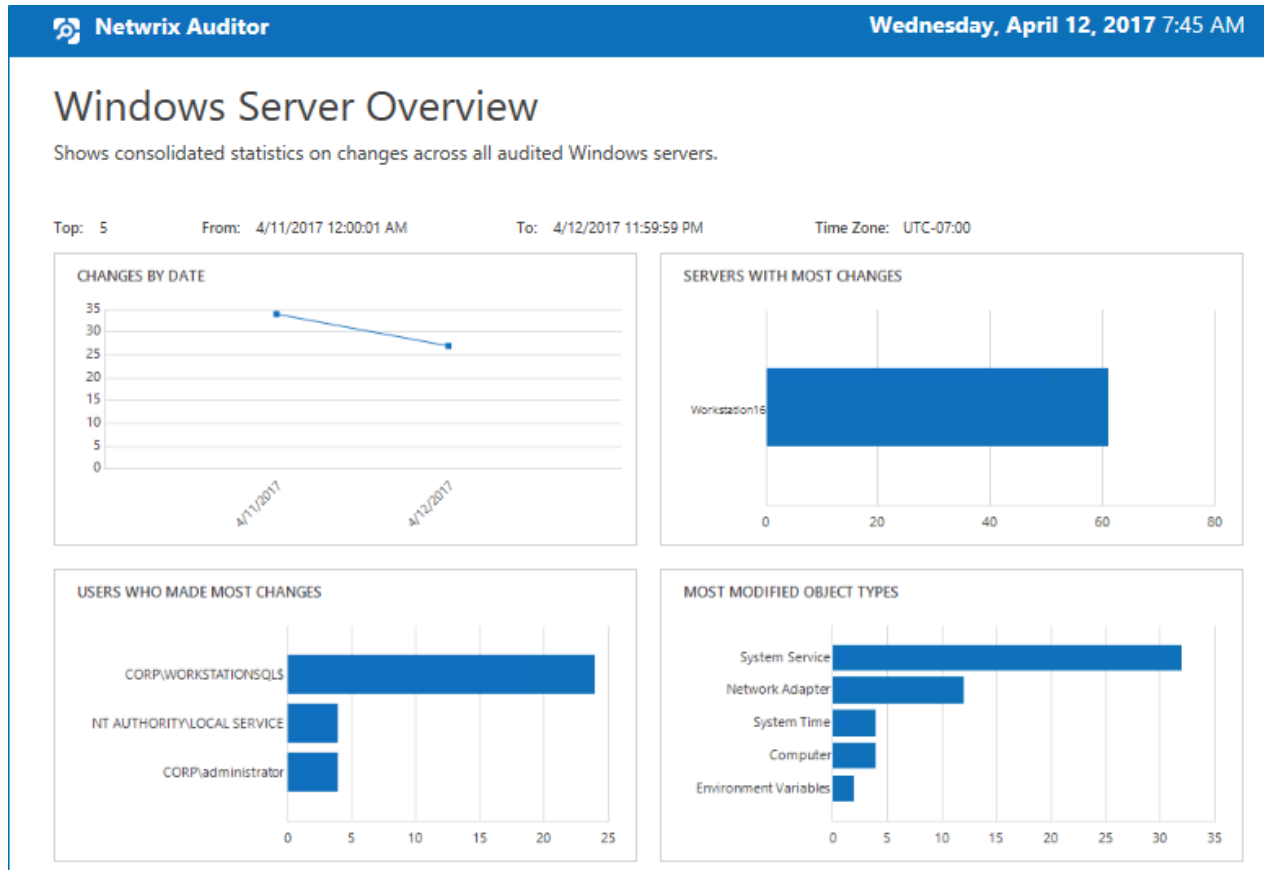 Netwrix Auditor
Wednesday, April 12, 2017 7:45 AM
Windows Server Overview
Shows consolidated statistics on changes across all audited Windows servers.
Top: 5 From: 4/11/2017 12:00:01 AM To: 4/12/2017 11:59:59 PM Time Zone: UTC-07:00
CHANGES BY DATE
35
30
25
20
15
10
5
0
4/11/2017
4/12/2017
SERVERS WITH MOST CHANGES
Workstation16
0 20 40 60 80
USERS WHO MADE MOST CHANGES
CORP\WORKSTATIONSQL$
NT AUTHORITY\LOCAL SERVICE
CORP\administrator
0 5 10 15 20 25
MOST MODIFIED OBJECT TYPES
System Service
Network Adapter
System Time
Computer
Environment Variables
0 5 10 15 20 25 30 35